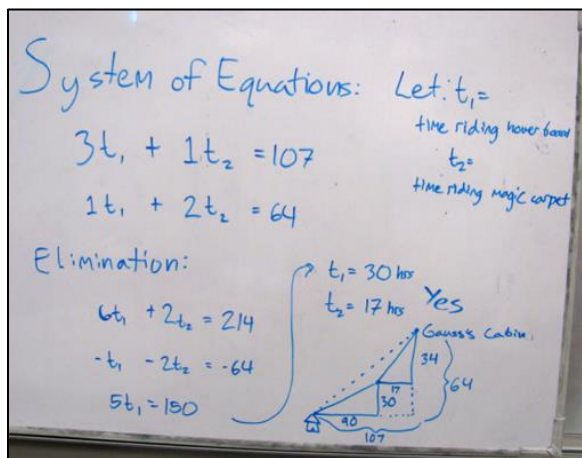 System of Equations:
3t₁ + 1t₂ = 107
1t₁ + 2t₂ = 64
Let: t₁=
time riding hover board
t₂=
time riding magic carpet
Elimination:
6t₁ + 2t₂ = 214
-t₁ - 2t₂ = -64
5t₁ = 150
t₁ = 30 hrs
t₂ = 17 hrs
Yes
Gauss's Cabin.
34
64
17
30
90
107